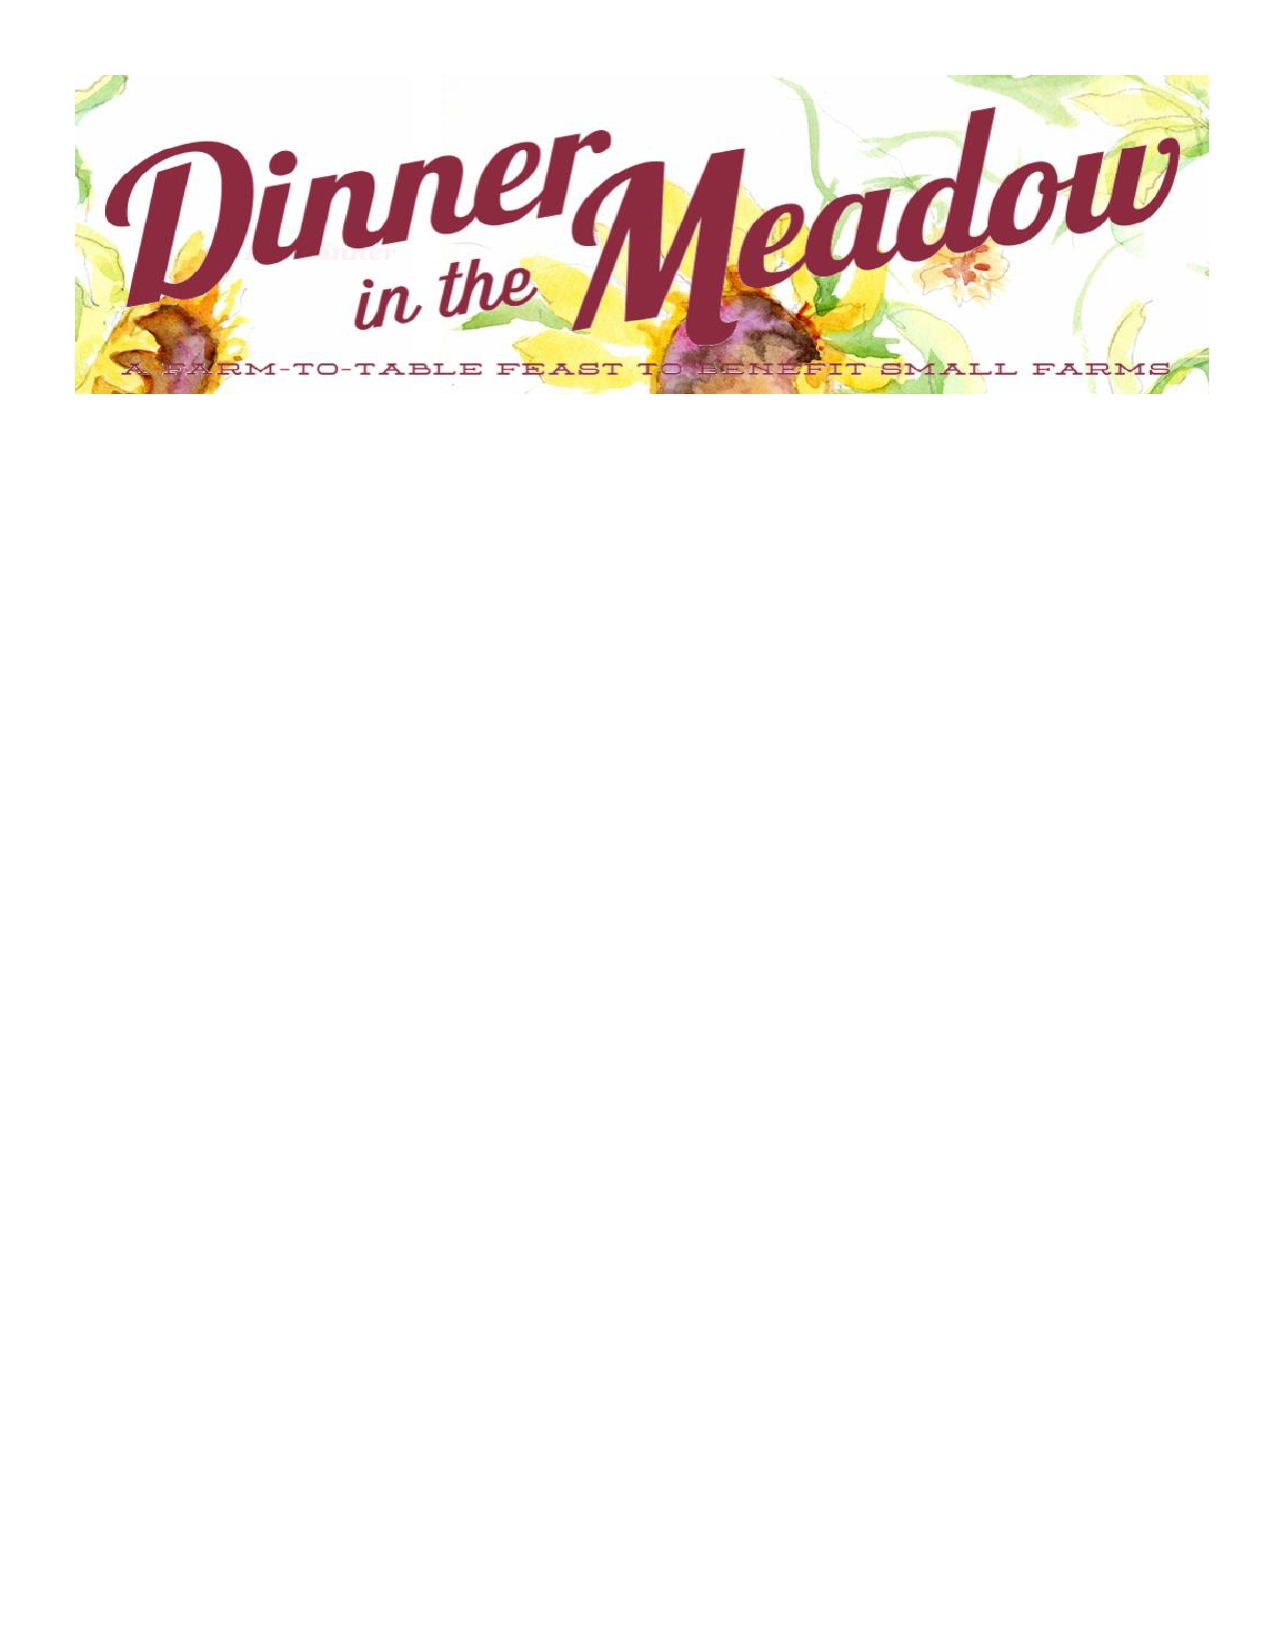 Dinner
in the Meadow
A FARM-TO-TABLE FEAST TO BENEFIT SMALL FARMS